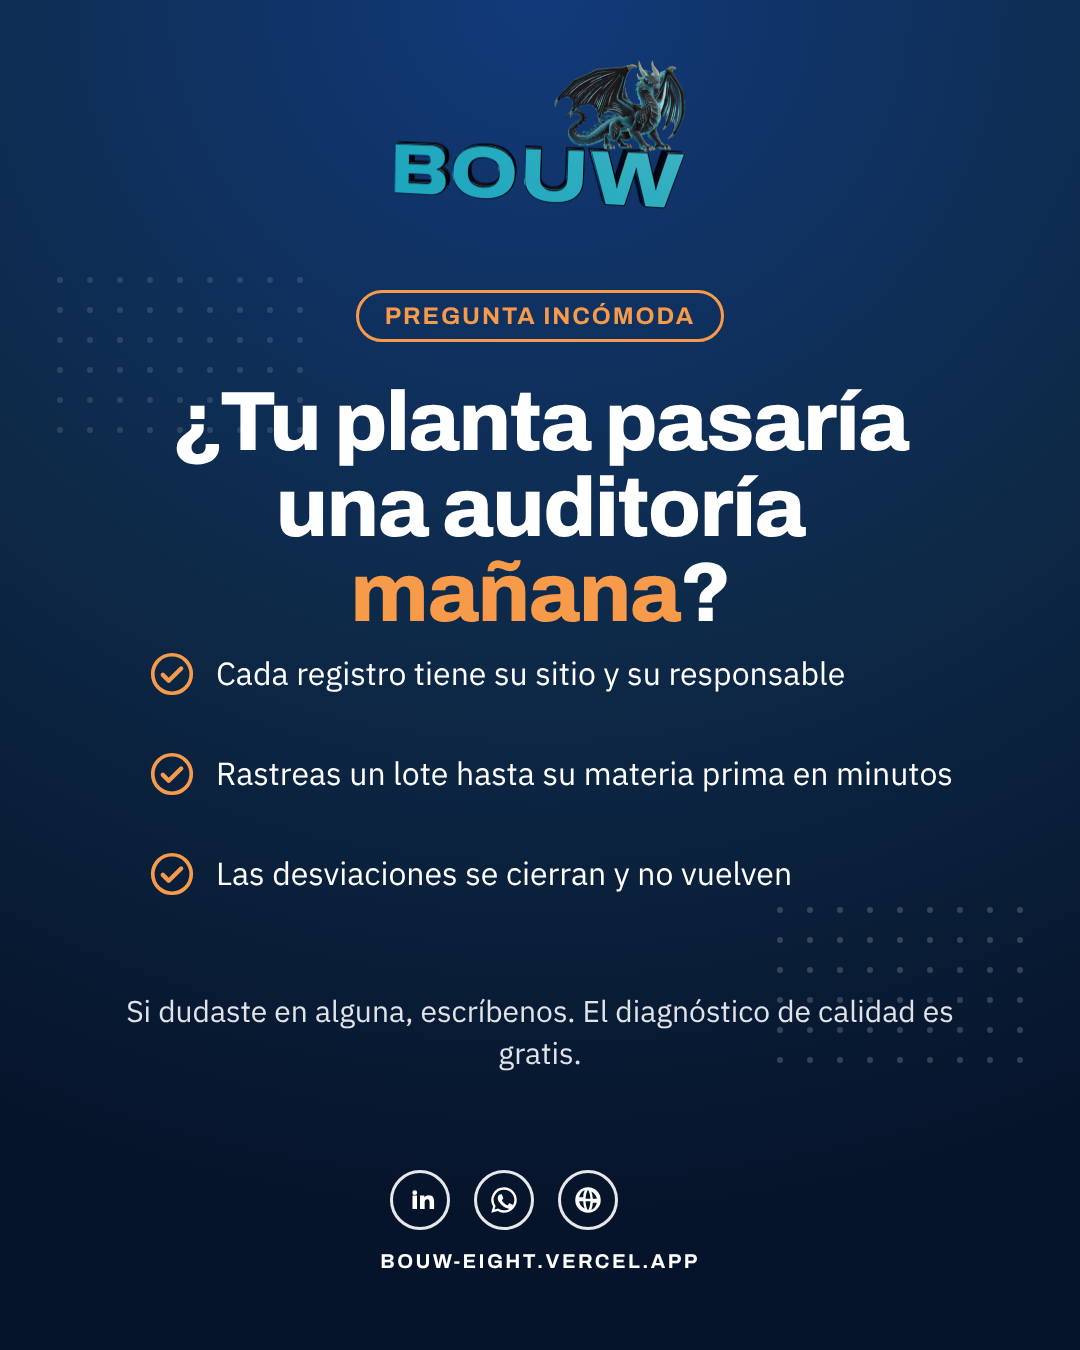 BOUW
PREGUNTA INCÓMODA
¿Tu planta pasaría
una auditoría
mañana?
Cada registro tiene su sitio y su responsable
Rastreas un lote hasta su materia prima en minutos
Las desviaciones se cierran y no vuelven
Si dudaste en alguna, escríbenos. El diagnóstico de calidad es
gratis.
in
BOUW-EIGHT.VERCEL.APP